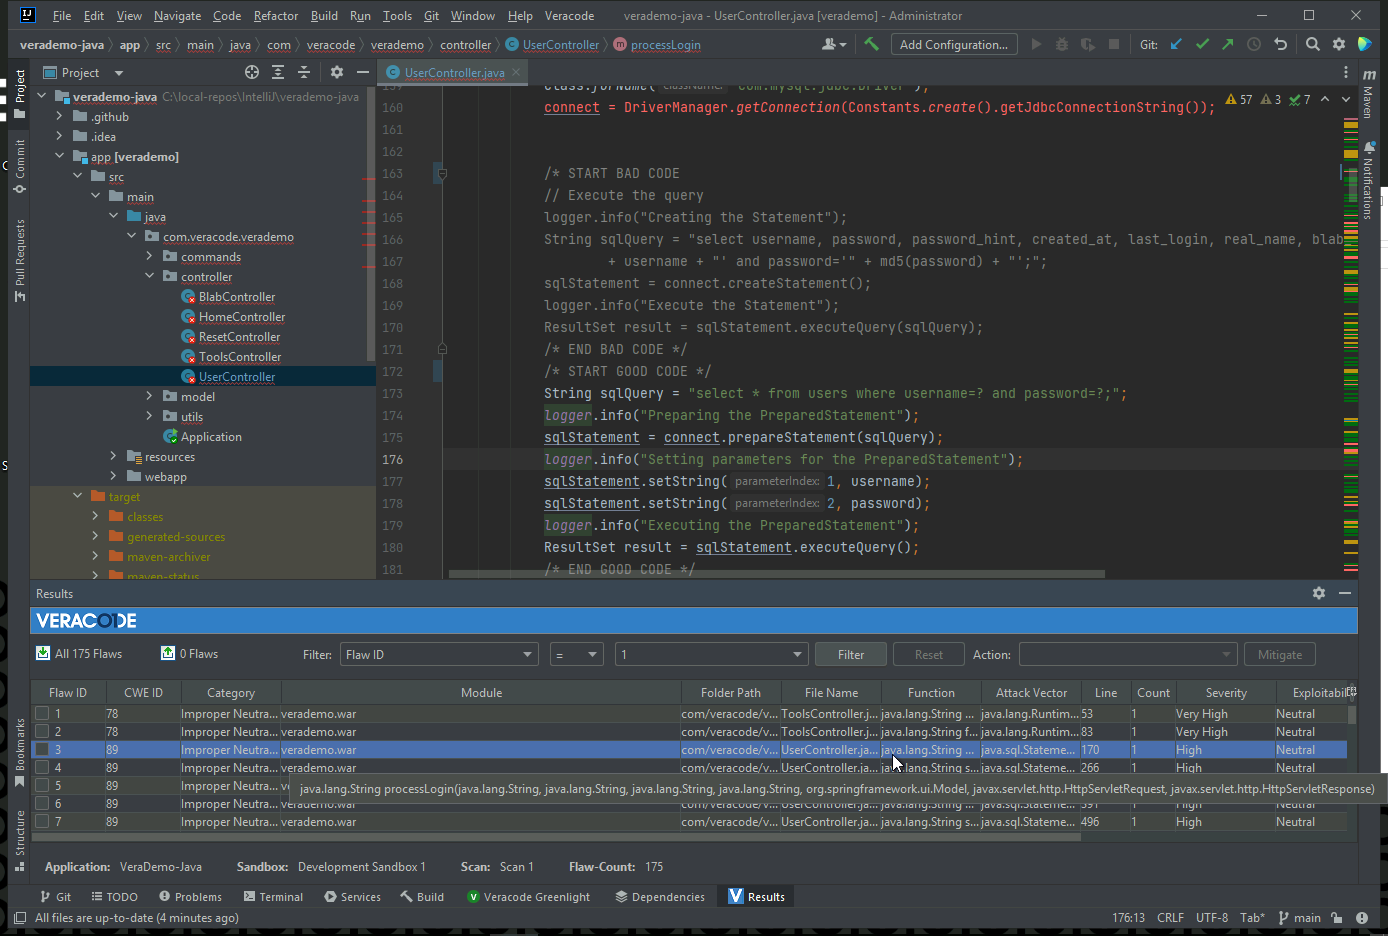 File Edit View Navigate Code Refactor Build Run Tools Git Window Help Veracode verademo-java - UserController.java [verademo] - Administrator
verademo-java app src main java com veracode verademo controller UserController processLogin Add Configuration... Git:
Project
UserController.java
verademo-java C:\local-repos\IntelliJ\verademo-java
.github
.idea
app [verademo]
src
main
java
com.veracode.verademo
commands
controller
BlabController
HomeController
ResetController
ToolsController
UserController
model
utils
Application
resources
webapp
target
classes
generated-sources
maven-archiver
maven-status
Project
Commit
Pull Requests
Bookmarks
Structure
Maven
Notifications
57 3 7
159 Class.forName( className: "com.mysql.jdbc.Driver");
160 connect = DriverManager.getConnection(Constants.create().getJdbcConnectionString());
161
162
163 /* START BAD CODE
164 // Execute the query
165 logger.info("Creating the Statement");
166 String sqlQuery = "select username, password, password_hint, created_at, last_login, real_name, blab
167 + username + "' and password='" + md5(password) + "';";
168 sqlStatement = connect.createStatement();
169 logger.info("Execute the Statement");
170 ResultSet result = sqlStatement.executeQuery(sqlQuery);
171 /* END BAD CODE */
172 /* START GOOD CODE */
173 String sqlQuery = "select * from users where username=? and password=?;";
174 logger.info("Preparing the PreparedStatement");
175 sqlStatement = connect.prepareStatement(sqlQuery);
176 logger.info("Setting parameters for the PreparedStatement");
177 sqlStatement.setString( parameterIndex: 1, username);
178 sqlStatement.setString( parameterIndex: 2, password);
179 logger.info("Executing the PreparedStatement");
180 ResultSet result = sqlStatement.executeQuery();
181 /* END GOOD CODE */
Results
VERACODE
All 175 Flaws 0 Flaws Filter: Flaw ID = 1 Filter Reset Action: Mitigate
Flaw ID CWE ID Category Module Folder Path File Name Function Attack Vector Line Count Severity Exploitabil
1 78 Improper Neutra... verademo.war com/veracode/v... ToolsController.j... java.lang.String ... java.lang.Runtim... 53 1 Very High Neutral
2 78 Improper Neutra... verademo.war com/veracode/v... ToolsController.j... java.lang.String f... java.lang.Runtim... 83 1 Very High Neutral
3 89 Improper Neutra... verademo.war com/veracode/v... UserController.ja... java.lang.String ... java.sql.Stateme... 170 1 High Neutral
4 89 Improper Neutra... verademo.war com/veracode/v... UserController.ja... java.lang.String s... java.sql.Stateme... 266 1 High Neutral
5 89 Improper Neutra...
java.lang.String processLogin(java.lang.String, java.lang.String, java.lang.String, java.lang.String, org.springframework.ui.Model, javax.servlet.http.HttpServletRequest, javax.servlet.http.HttpServletResponse)
6 89 Improper Neutra... verademo.war com/veracode/v... UserController.ja... java.lang.String s... java.sql.Stateme... 391 1 High Neutral
7 89 Improper Neutra... verademo.war com/veracode/v... UserController.ja... java.lang.String s... java.sql.Stateme... 496 1 High Neutral
Application: VeraDemo-Java Sandbox: Development Sandbox 1 Scan: Scan 1 Flaw-Count: 175
Git TODO Problems Terminal Services Build Veracode Greenlight Dependencies Results
All files are up-to-date (4 minutes ago) 176:13 CRLF UTF-8 Tab* main